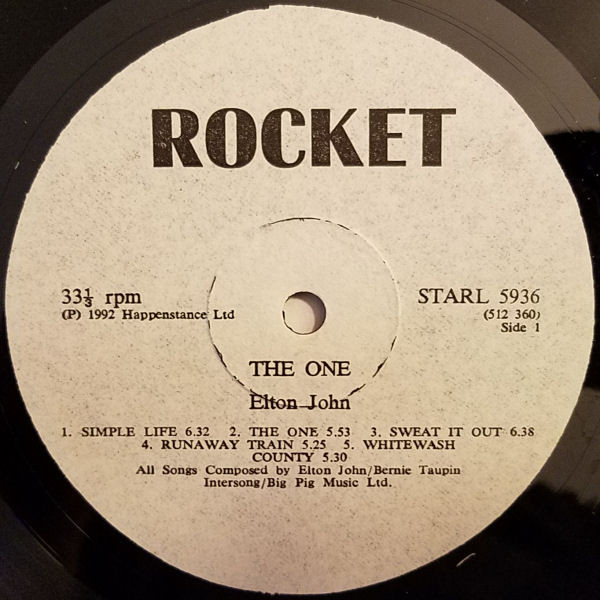 ROCKET
33⅓ rpm
STARL 5936
(P) 1992 Happenstance Ltd
(512 360)
Side 1
THE ONE
Elton John
1. SIMPLE LIFE 6.32 2. THE ONE 5.53 3. SWEAT IT OUT 6.38
4. RUNAWAY TRAIN 5.25 5. WHITEWASH
COUNTY 5.30
All Songs Composed by Elton John/Bernie Taupin
Intersong/Big Pig Music Ltd.